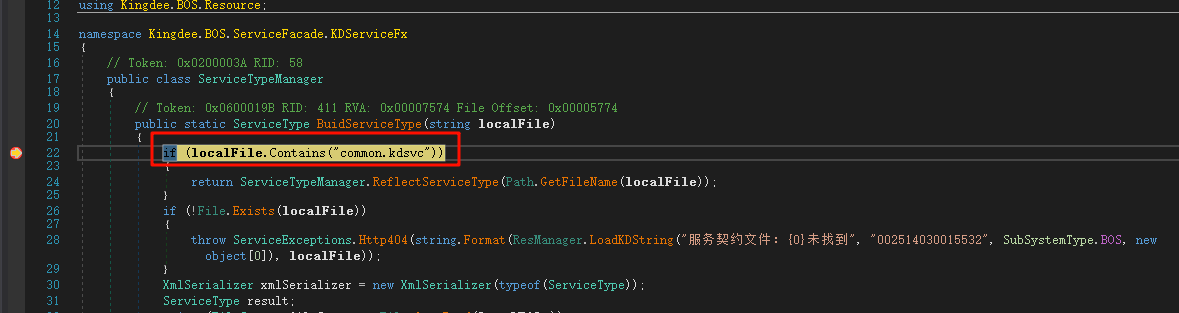 12 using Kingdee.BOS.Resource;
13
14 namespace Kingdee.BOS.ServiceFacade.KDServiceFx
15 {
16 // Token: 0x0200003A RID: 58
17 public class ServiceTypeManager
18 {
19 // Token: 0x0600019B RID: 411 RVA: 0x00007574 File Offset: 0x00005774
20 public static ServiceType BuidServiceType(string localFile)
21 {
22 if (localFile.Contains("common.kdsvc"))
23 {
24 return ServiceTypeManager.ReflectServiceType(Path.GetFileName(localFile));
25 }
26 if (!File.Exists(localFile))
27 {
28 throw ServiceExceptions.Http404(string.Format(ResManager.LoadKDString("服务契约文件：{0}未找到", "002514030015532", SubSystemType.BOS, new
object[0]), localFile));
29 }
30 XmlSerializer xmlSerializer = new XmlSerializer(typeof(ServiceType));
31 ServiceType result;